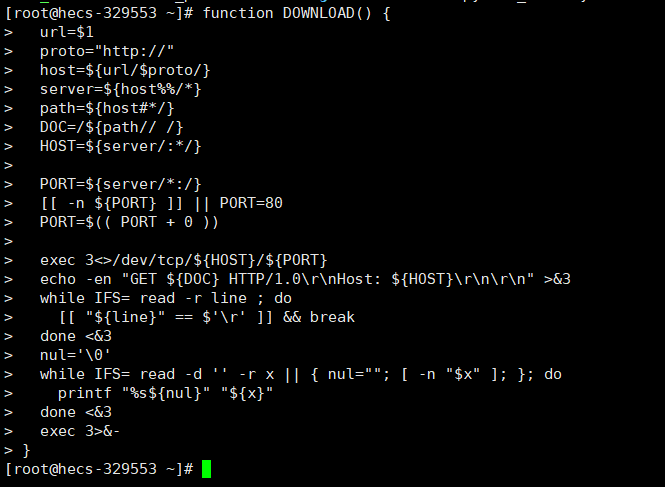 [root@hecs-329553 ~]# function DOWNLOAD() {
>   url=$1
>   proto="http://"
>   host=${url/$proto/}
>   server=${host%%/*}
>   path=${host#*/}
>   DOC=/${path// /}
>   HOST=${server/:*/}
>
>   PORT=${server/*:/}
>   [[ -n ${PORT} ]] || PORT=80
>   PORT=$(( PORT + 0 ))
>
>   exec 3<>/dev/tcp/${HOST}/${PORT}
>   echo -en "GET ${DOC} HTTP/1.0\r\nHost: ${HOST}\r\n\r\n" >&3
>   while IFS= read -r line ; do
>     [[ "${line}" == $'\r' ]] && break
>   done <&3
>   nul='\0'
>   while IFS= read -d '' -r x || { nul=""; [ -n "$x" ]; }; do
>     printf "%s${nul}" "${x}"
>   done <&3
>   exec 3>&-
> }
[root@hecs-329553 ~]#